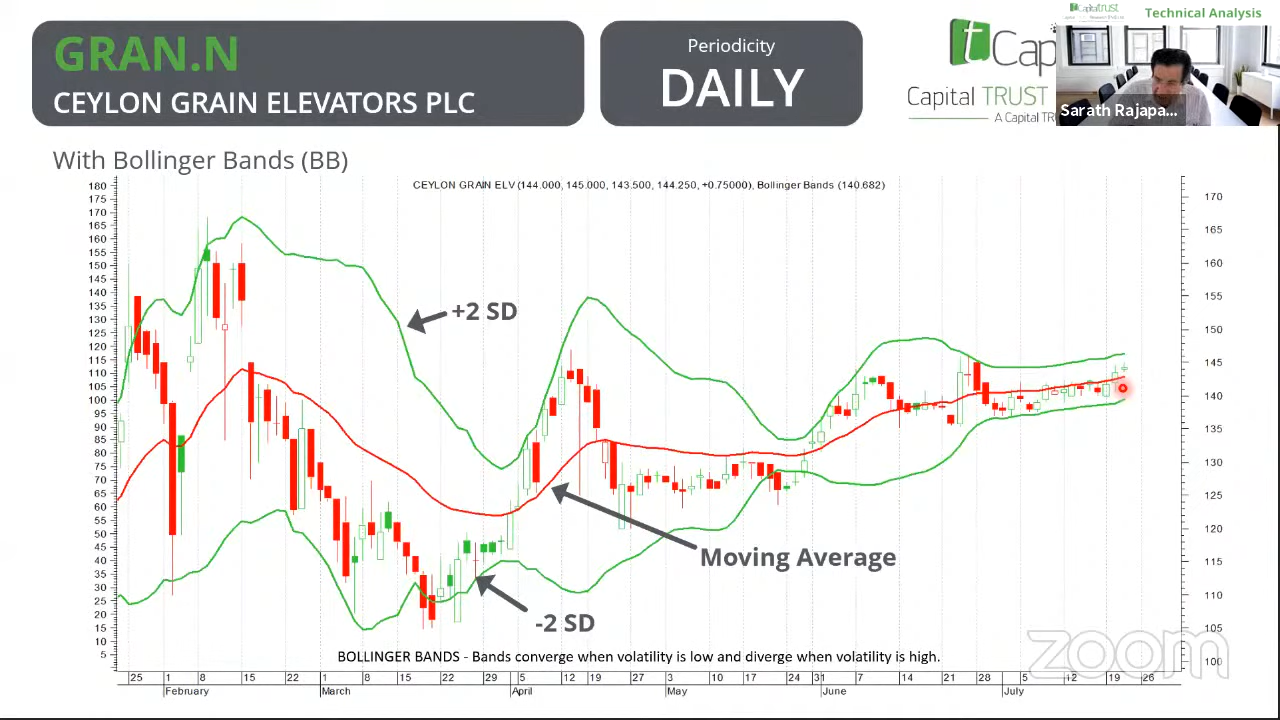 GRAN.N
CEYLON GRAIN ELEVATORS PLC
Periodicity
DAILY
tCap
Capital TRUST
A Capital TR
Capitaltrust
Technical Analysis
Sarath Rajapa...
With Bollinger Bands (BB)
CEYLON GRAIN ELV (144.000, 145.000, 143.500, 144.250, +0.75000), Bollinger Bands (140.682)
180
175
170
165
160
155
150
145
140
135
130
125
120
115
110
105
100
95
90
85
80
75
70
65
60
55
50
45
40
35
30
25
20
15
10
5
170
165
160
155
150
145
140
135
130
125
120
115
110
105
100
+2 SD
Moving Average
-2 SD
BOLLINGER BANDS - Bands converge when volatility is low and diverge when volatility is high.
zoom
25 1 8 15 22 1 8 15 22 29 5 12 19 27 3 10 17 24 31 7 14 21 28 5 12 19 26
February March April May June July